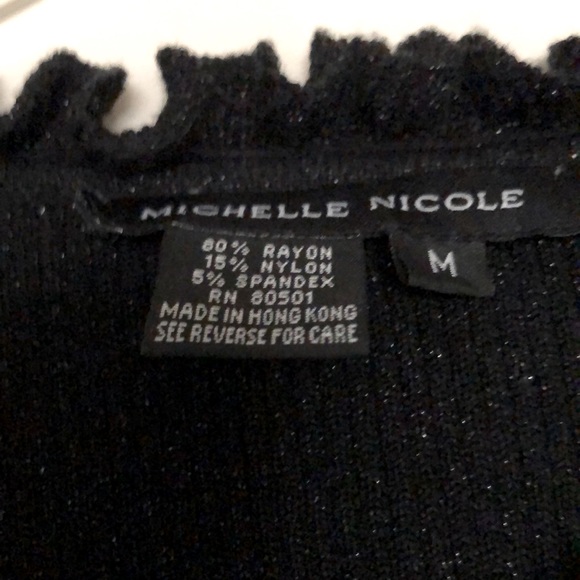 MICHELLE NICOLE
80% RAYON
15% NYLON
5% SPANDEX
RN 80501
MADE IN HONG KONG
SEE REVERSE FOR CARE
M